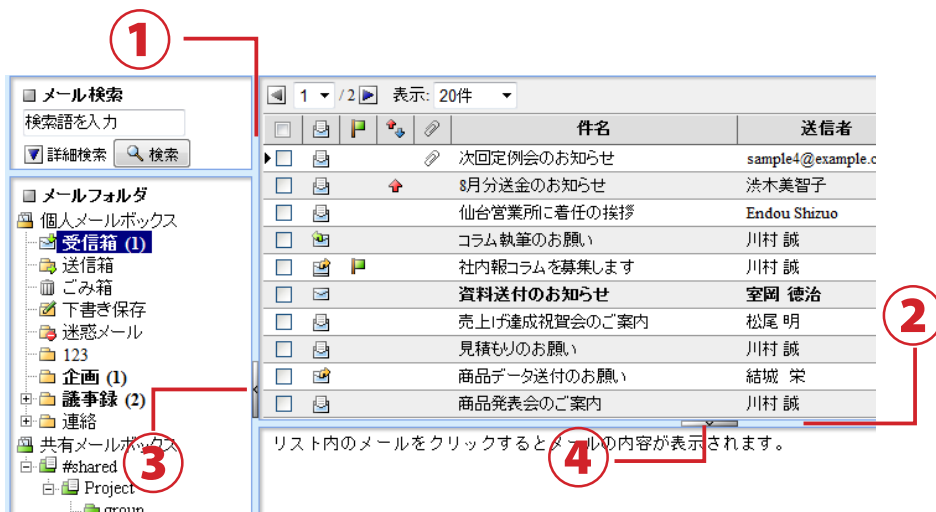 1
■ メール検索
検索語を入力
詳細検索 検索
■ メールフォルダ
個人メールボックス
受信箱 (1)
送信箱
ごみ箱
下書き保存
迷惑メール
123
企画 (1)
議事録 (2)
連絡
共有メールボックス
#shared
Project
group
3
1 /2 表示: 20件
件名 送信者
次回定例会のお知らせ sample4@example.c
8月分送金のお知らせ 渋木美智子
仙台営業所に着任の挨拶 Endou Shizuo
コラム執筆のお願い 川村 誠
社内報コラムを募集します 川村 誠
資料送付のお知らせ 室岡 徳治
売上げ達成祝賀会のご案内 松尾 明
見積もりのお願い 川村 誠
商品データ送付のお願い 結城 栄
商品発表会のご案内 川村 誠
2
リスト内のメールをクリックするとメールの内容が表示されます。
4